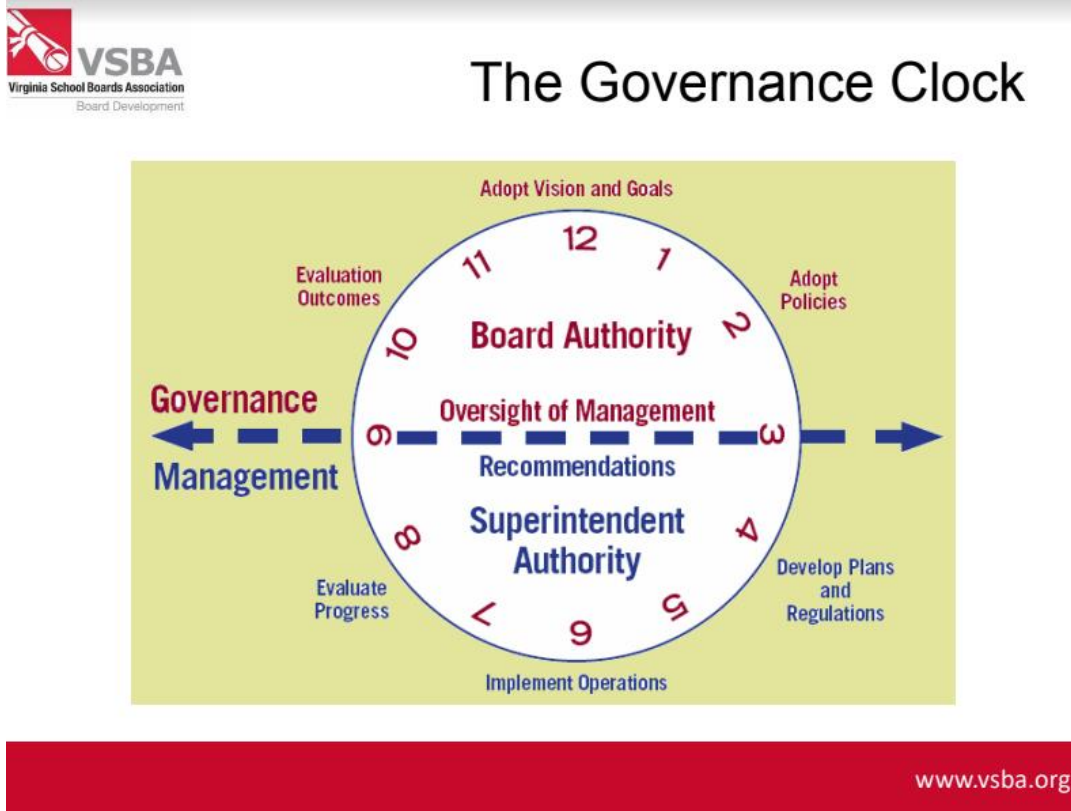 VSBA
Virginia School Boards Association
Board Development
The Governance Clock
Adopt Vision and Goals
12
11
1
Evaluation
Outcomes
Adopt
Policies
10
2
Board Authority
Governance
Oversight of Management
9
3
Management
Recommendations
Superintendent
Authority
8
4
Evaluate
Progress
Develop Plans
and
Regulations
7
5
6
Implement Operations
www.vsba.org